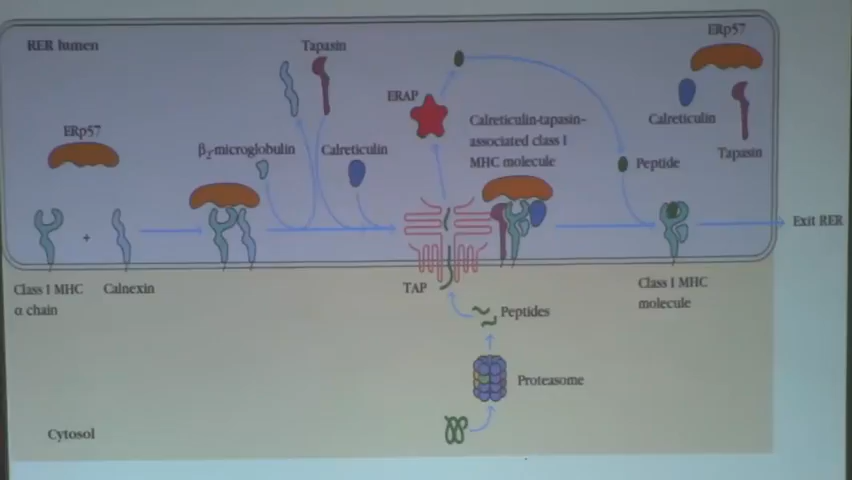 RER lumen
Tapasin
ERp57
ERAP
Calreticulin-tapasin–
associated class I
MHC molecule
ERp57
β2-microglobulin
Calreticulin
Peptide
Calreticulin
Tapasin
+
Exit RER
Class I MHC
α chain
Calnexin
TAP
Class I MHC
molecule
Peptides
Proteasome
Cytosol